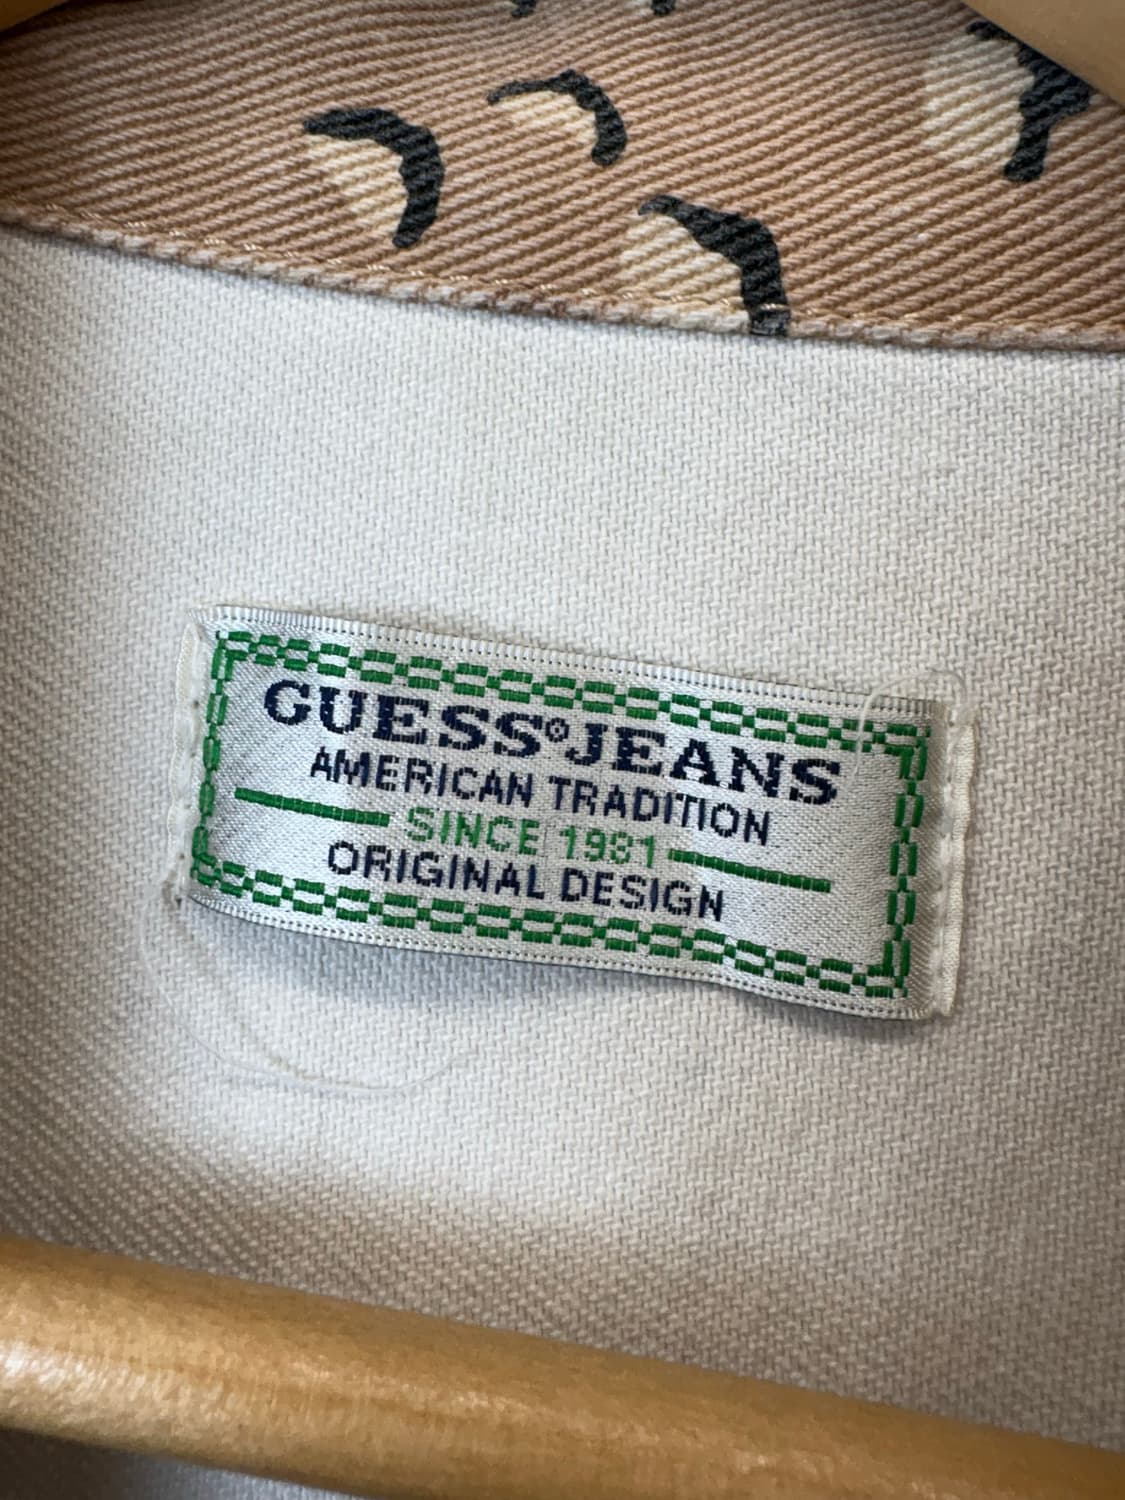 GUESS® JEANS
AMERICAN TRADITION
SINCE 1981
ORIGINAL DESIGN